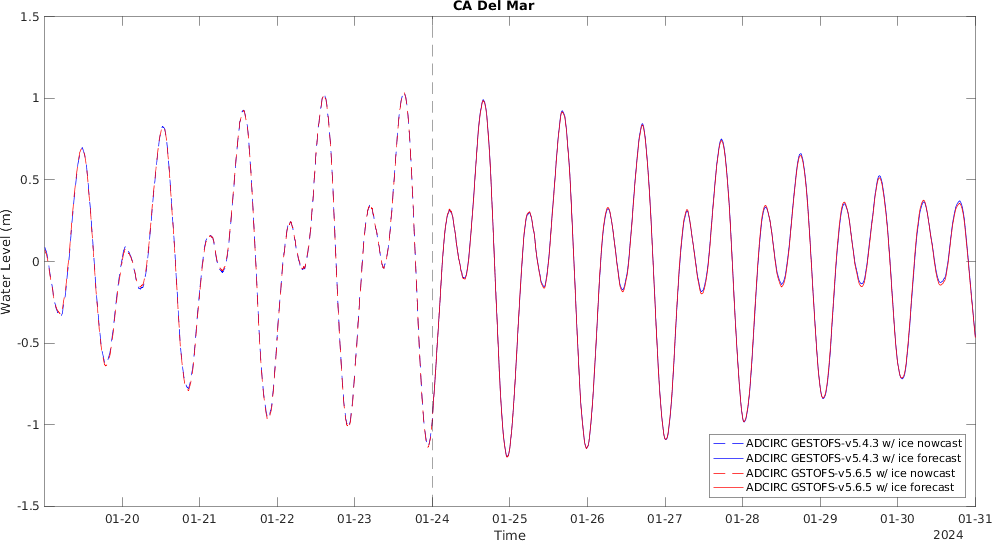 CA Del Mar
1.5
1
0.5
0
-0.5
-1
-1.5
Water Level (m)
01-20 01-21 01-22 01-23 01-24 01-25 01-26 01-27 01-28 01-29 01-30 01-31
Time
2024
ADCIRC GESTOFS-v5.4.3 w/ ice nowcast
ADCIRC GESTOFS-v5.4.3 w/ ice forecast
ADCIRC GSTOFS-v5.6.5 w/ ice nowcast
ADCIRC GSTOFS-v5.6.5 w/ ice forecast